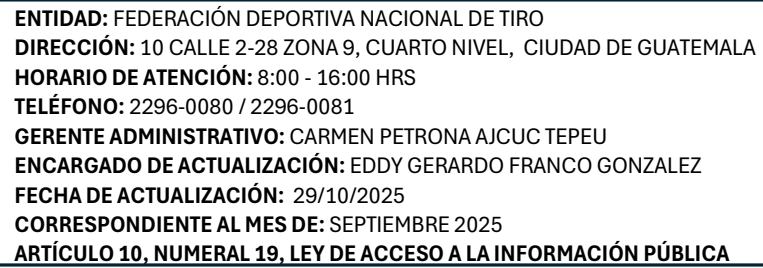 ENTIDAD: FEDERACIÓN DEPORTIVA NACIONAL DE TIRO
DIRECCIÓN: 10 CALLE 2-28 ZONA 9, CUARTO NIVEL, CIUDAD DE GUATEMALA
HORARIO DE ATENCIÓN: 8:00 - 16:00 HRS
TELÉFONO: 2296-0080 / 2296-0081
GERENTE ADMINISTRATIVO: CARMEN PETRONA AJCUC TEPEU
ENCARGADO DE ACTUALIZACIÓN: EDDY GERARDO FRANCO GONZALEZ
FECHA DE ACTUALIZACIÓN: 29/10/2025
CORRESPONDIENTE AL MES DE: SEPTIEMBRE 2025
ARTÍCULO 10, NUMERAL 19, LEY DE ACCESO A LA INFORMACIÓN PÚBLICA